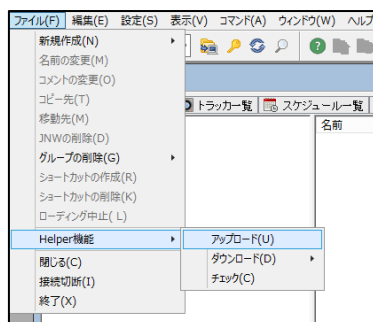 ファイル(F) 編集(E) 設定(S) 表示(V) コマンド(A) ウィンドウ(W) ヘルプ
新規作成(N)
名前の変更(M)
コメントの変更(O)
コピー先(T)
移動先(M)
JNWの削除(D)
グループの削除(G)
ショートカットの作成(R)
ショートカットの削除(K)
ローディング中止( L)
Helper機能
閉じる(C)
接続切断(I)
終了(X)
アップロード(U)
ダウンロード(D)
チェック(C)
トラッカ一覧 スケジュール一覧
名前